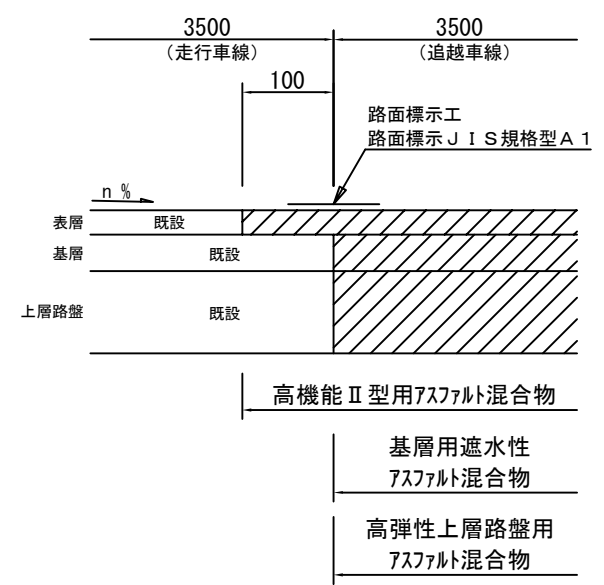 3500
3500
(走行車線)
(追越車線)
100
路面標示工
路面標示JIS規格型A1
n %
表層
既設
基層
既設
上層路盤
既設
高機能Ⅱ型用アスファルト混合物
基層用遮水性
アスファルト混合物
高弾性上層路盤用
アスファルト混合物